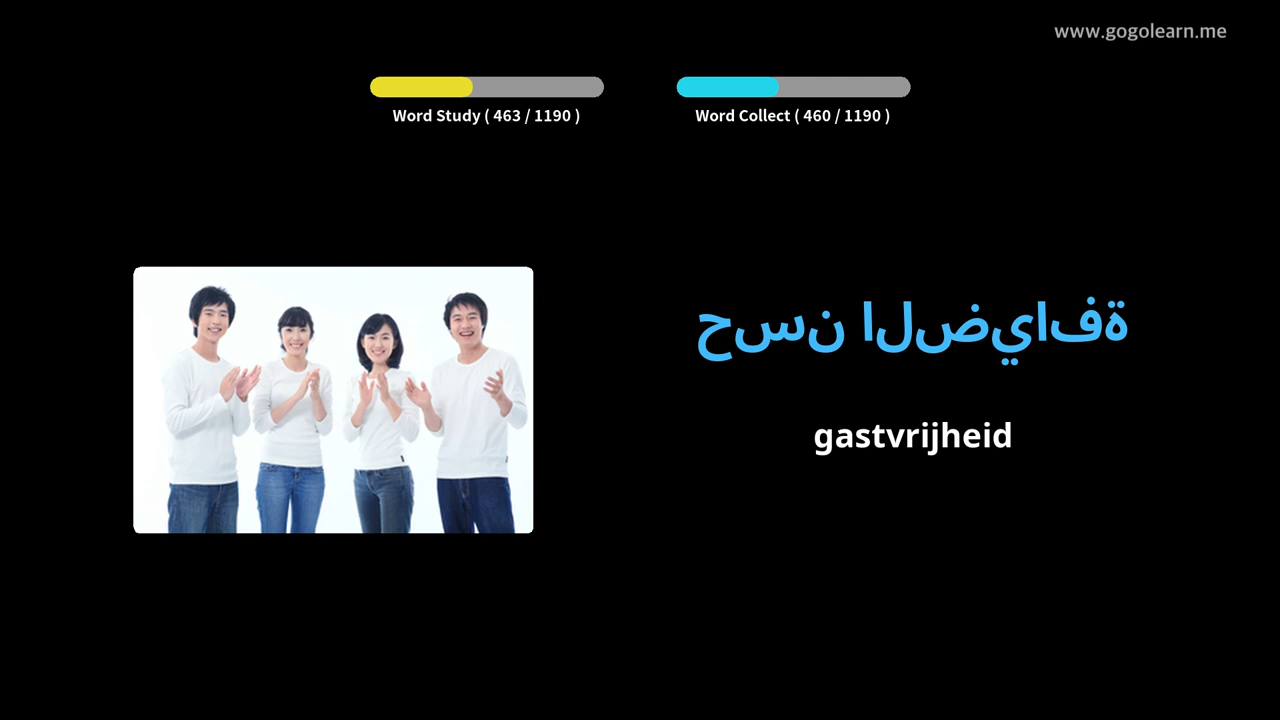 www.gogolearn.me
Word Study ( 463 / 1190 )
Word Collect ( 460 / 1190 )
حسن الضيافة
gastvrijheid